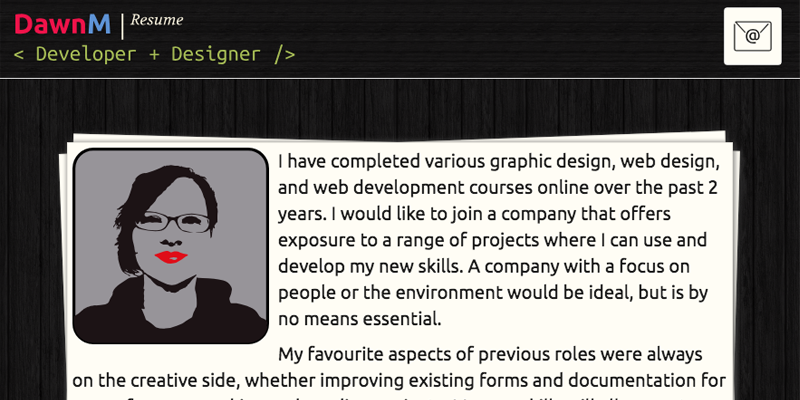 DawnM | Resume
< Developer + Designer />
@
I have completed various graphic design, web design,
and web development courses online over the past 2
years. I would like to join a company that offers
exposure to a range of projects where I can use and
develop my new skills. A company with a focus on
people or the environment would be ideal, but is by
no means essential.
My favourite aspects of previous roles were always
on the creative side, whether improving existing forms and documentation for